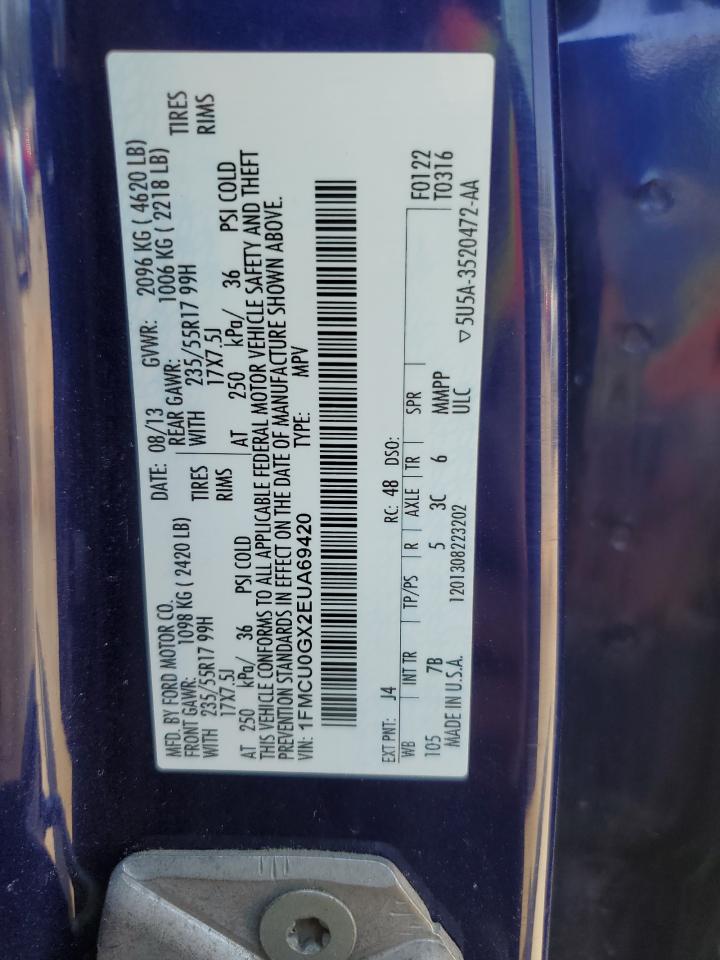 MFD. BY FORD MOTOR CO.
DATE: 08/13 GVWR: 2096 KG ( 4620 LB)
FRONT GAWR: 1098 KG ( 2420 LB)
REAR GAWR: 1006 KG ( 2218 LB)
WITH 235/55R17 99H TIRES
WITH 235/55R17 99H TIRES
17X7.5J RIMS
17X7.5J RIMS
AT 250 kPa/ 36 PSI COLD
AT 250 kPa/ 36 PSI COLD
THIS VEHICLE CONFORMS TO ALL APPLICABLE FEDERAL MOTOR VEHICLE SAFETY AND THEFT
PREVENTION STANDARDS IN EFFECT ON THE DATE OF MANUFACTURE SHOWN ABOVE.
VIN: 1FMCU0GX2EUA69420 TYPE: MPV
F0122
EXT PNT: J4 RC: 48 DSO: T0316
WB INT TR TP/PS R AXLE TR SPR
105 7B 5 3C 6 MMPP
MADE IN U.S.A. 1201308223202 ULC ▽5U5A-3520472-AA